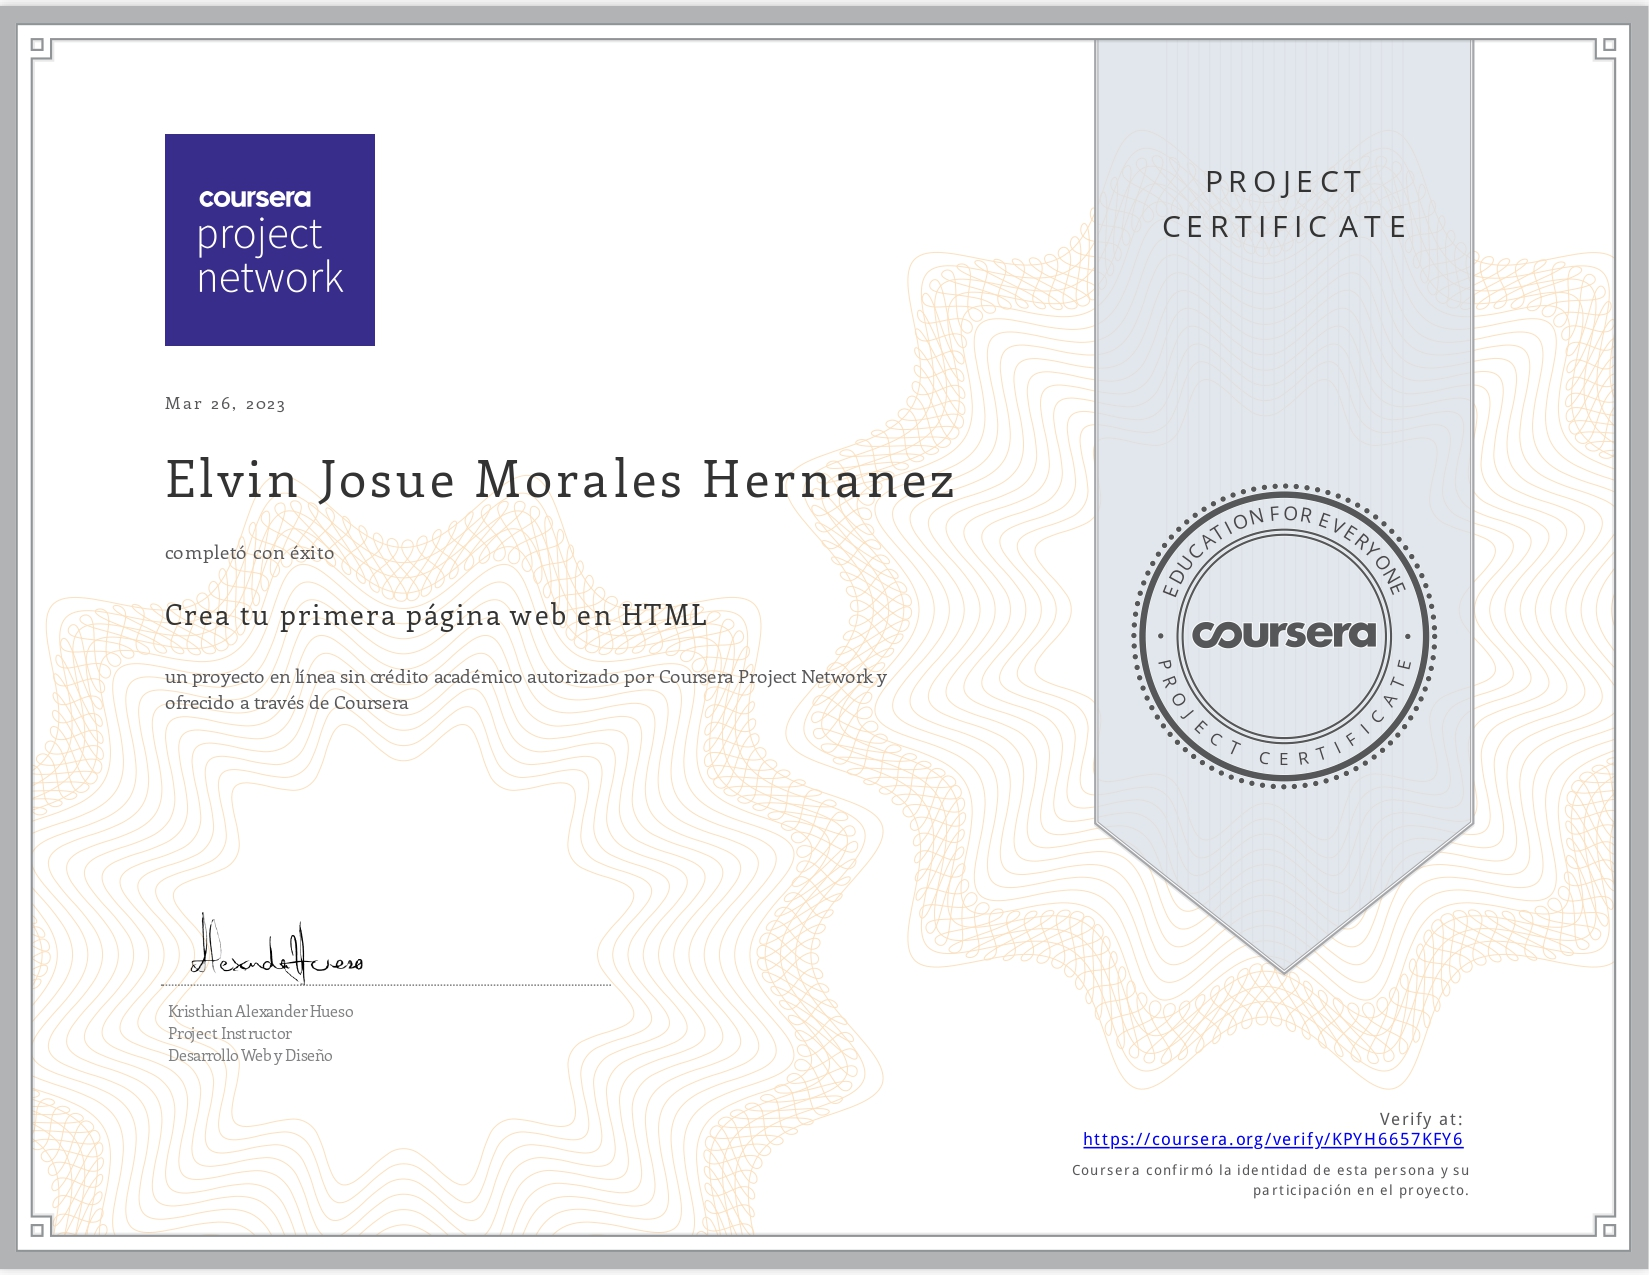 coursera
project
network
PROJECT
CERTIFICATE
Mar 26, 2023
Elvin Josue Morales Hernanez
completó con éxito
Crea tu primera página web en HTML
un proyecto en línea sin crédito académico autorizado por Coursera Project Network y
ofrecido a través de Coursera
EDUCATION FOR EVERYONE
coursera
PROJECT CERTIFICATE
Alexander Hueso
Kristhian Alexander Hueso
Project Instructor
Desarrollo Web y Diseño
Verify at:
https://coursera.org/verify/KPYH6657KFY6
Coursera confirmó la identidad de esta persona y su
participación en el proyecto.